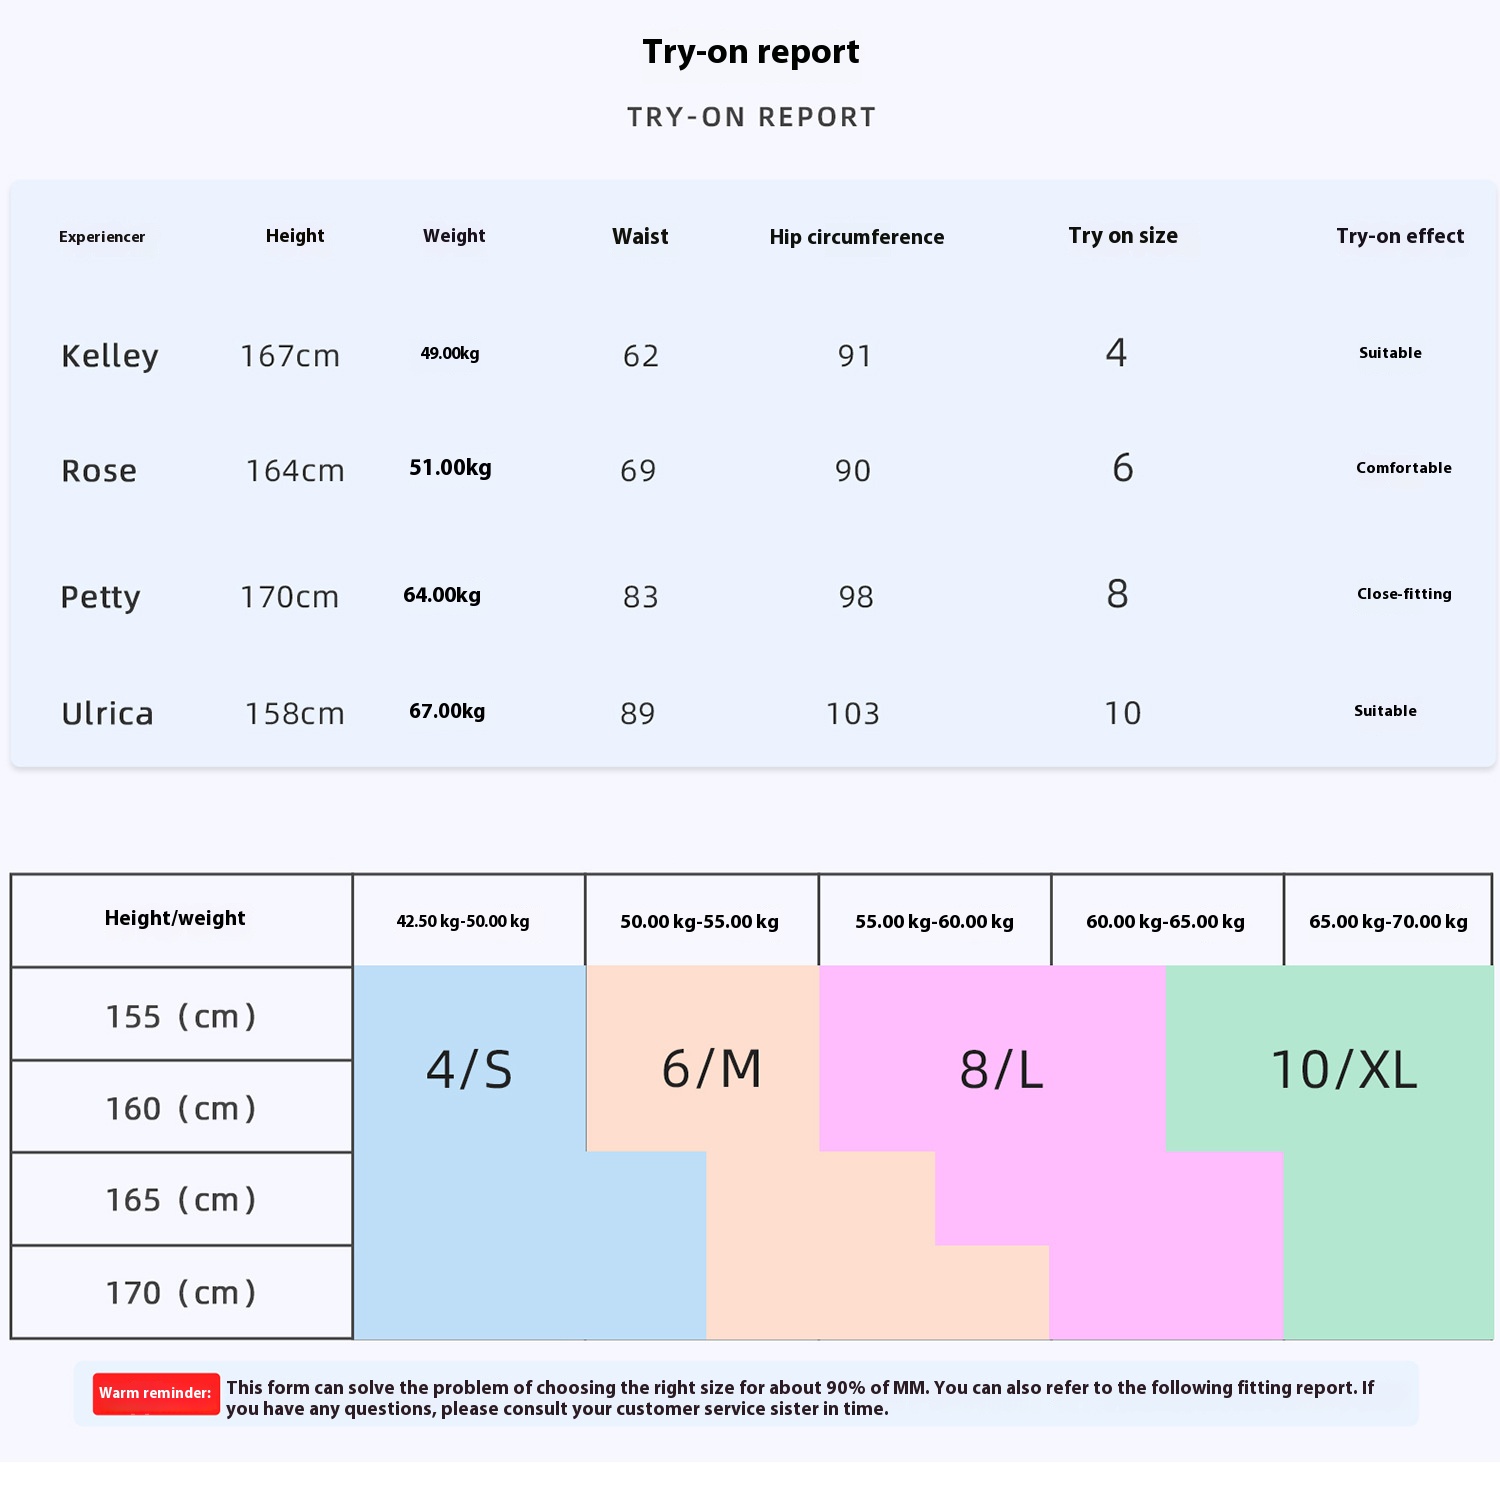 Try-on report
TRY-ON REPORT
Experiencer Height Weight Waist Hip circumference Try on size Try-on effect
Kelley 167cm 49.00kg 62 91 4 Suitable
Rose 164cm 51.00kg 69 90 6 Comfortable
Petty 170cm 64.00kg 83 98 8 Close-fitting
Ulrica 158cm 67.00kg 89 103 10 Suitable
Height/weight 42.50 kg-50.00 kg 50.00 kg-55.00 kg 55.00 kg-60.00 kg 60.00 kg-65.00 kg 65.00 kg-70.00 kg
155 (cm)
4/S 6/M 8/L 10/XL
160 (cm)
165 (cm)
170 (cm)
Warm reminder: This form can solve the problem of choosing the right size for about 90% of MM. You can also refer to the following fitting report. If
you have any questions, please consult your customer service sister in time.